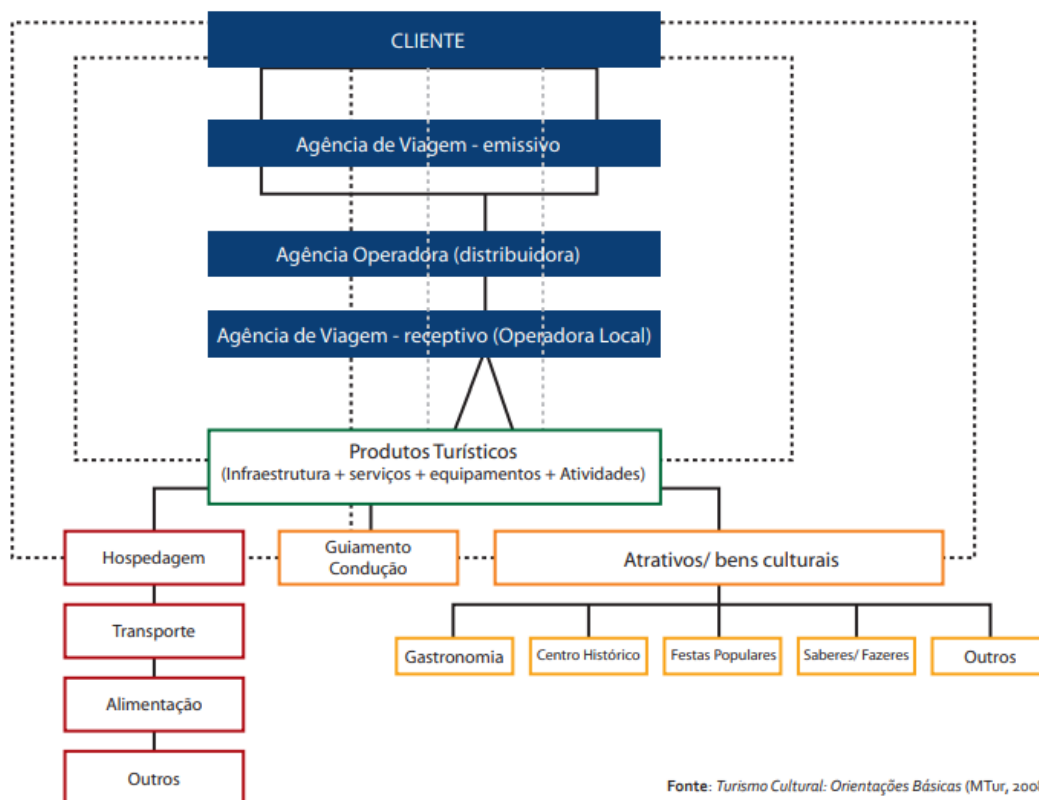 CLIENTE
Agência de Viagem - emissivo
Agência Operadora (distribuidora)
Agência de Viagem - receptivo (Operadora Local)
Produtos Turísticos
(Infraestrutura + serviços + equipamentos + Atividades)
Hospedagem
Guiamento
Condução
Atrativos/ bens culturais
Transporte
Gastronomia
Centro Histórico
Festas Populares
Saberes/ Fazeres
Outros
Alimentação
Outros
Fonte: Turismo Cultural: Orientações Básicas (MTur,